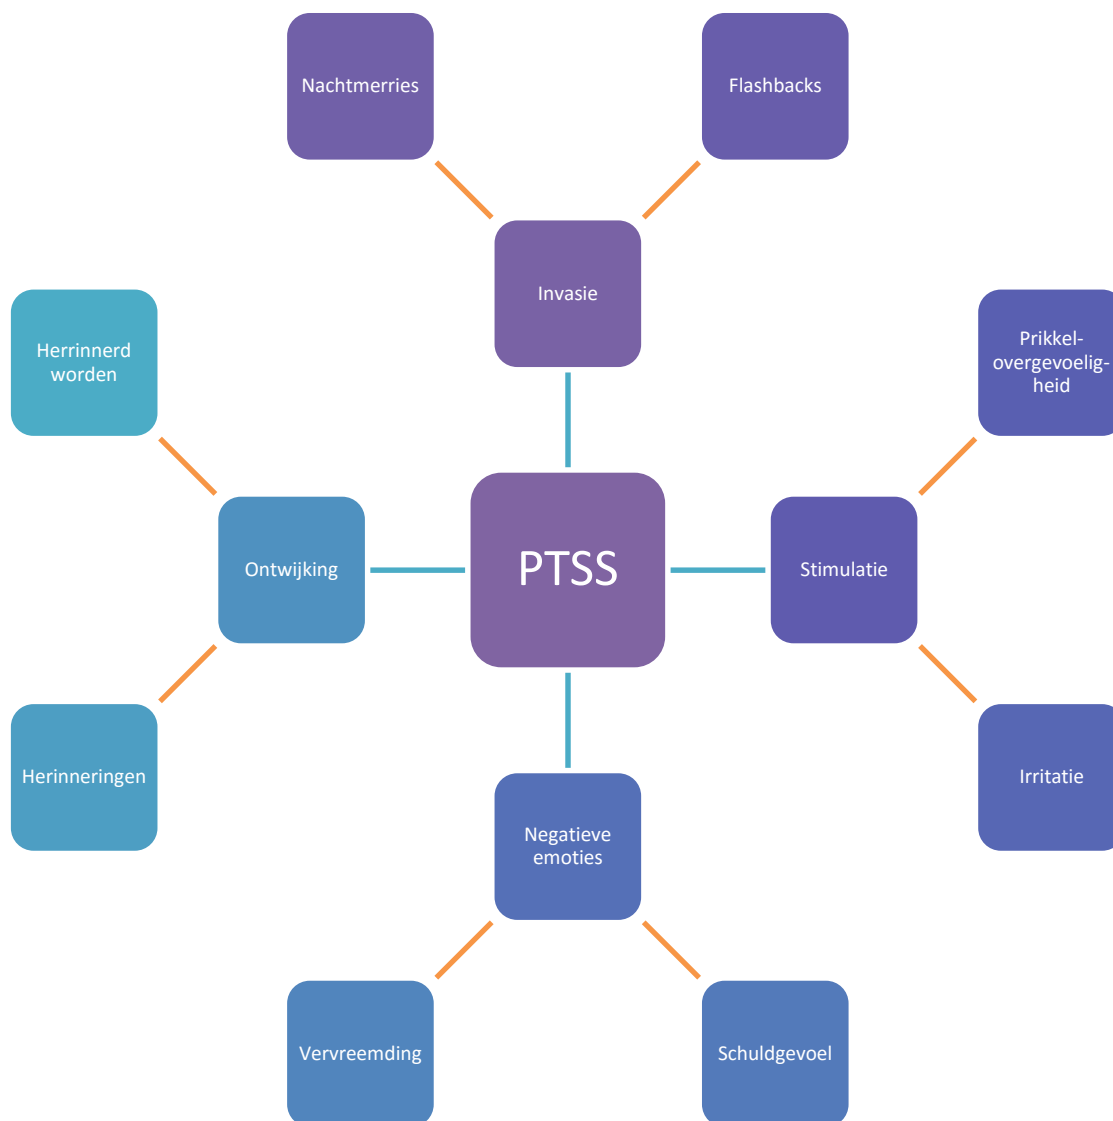 Nachtmerries
Flashbacks
Invasie
Herrinnerd
worden
Prikkel-
overgevoelig-
heid
Ontwijking
PTSS
Stimulatie
Herinneringen
Irritatie
Negatieve
emoties
Vervreemding
Schuldgevoel